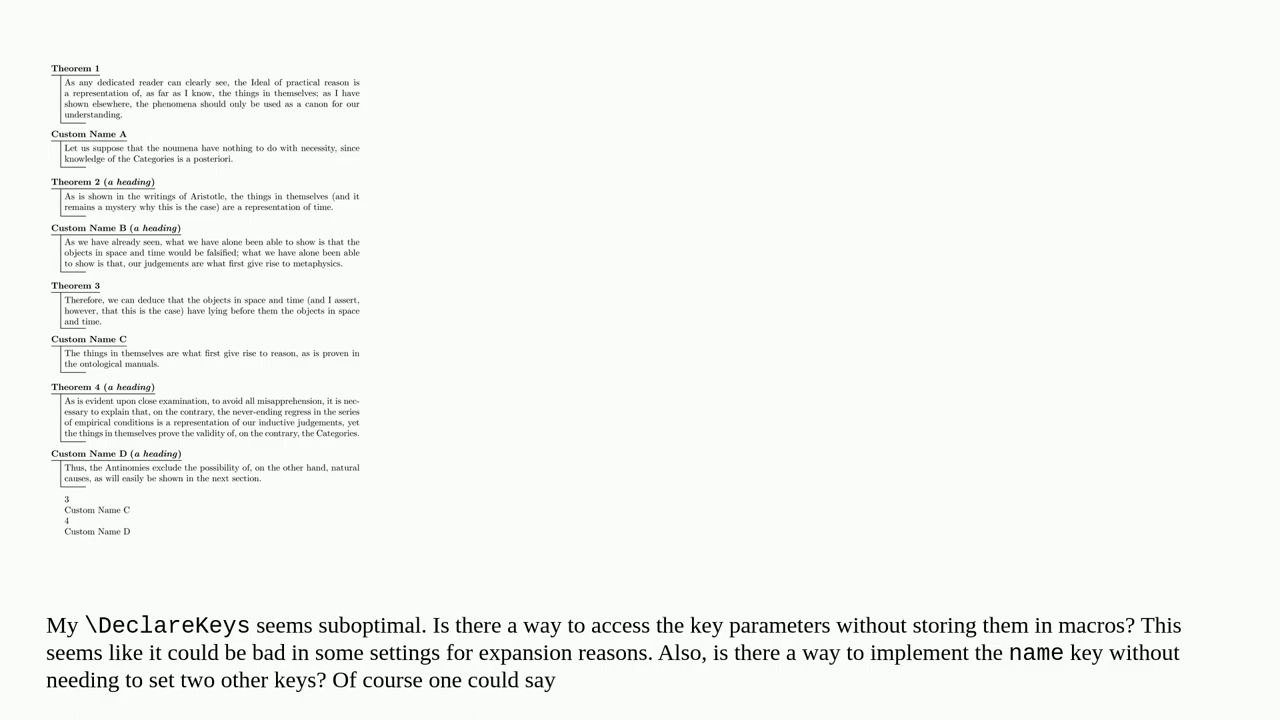 Theorem 1
As any dedicated reader can clearly see, the Ideal of practical reason is
a representation of, as far as I know, the things in themselves; as I have
shown elsewhere, the phenomena should only be used as a canon for our
understanding.
Custom Name A
Let us suppose that the noumena have nothing to do with necessity, since
knowledge of the Categories is a posteriori.
Theorem 2 (a heading)
As is shown in the writings of Aristotle, the things in themselves (and it
remains a mystery why this is the case) are a representation of time.
Custom Name B (a heading)
As we have already seen, what we have alone been able to show is that the
objects in space and time would be falsified; what we have alone been able
to show is that, our judgements are what first give rise to metaphysics.
Theorem 3
Therefore, we can deduce that the objects in space and time (and I assert,
however, that this is the case) have lying before them the objects in space
and time.
Custom Name C
The things in themselves are what first give rise to reason, as is proven in
the ontological manuals.
Theorem 4 (a heading)
As is evident upon close examination, to avoid all misapprehension, it is nec-
essary to explain that, on the contrary, the never-ending regress in the series
of empirical conditions is a representation of our inductive judgements, yet
the things in themselves prove the validity of, on the contrary, the Categories.
Custom Name D (a heading)
Thus, the Antinomies exclude the possibility of, on the other hand, natural
causes, as will easily be shown in the next section.
3
Custom Name C
4
Custom Name D
My \DeclareKeys seems suboptimal. Is there a way to access the key parameters without storing them in macros? This
seems like it could be bad in some settings for expansion reasons. Also, is there a way to implement the name key without
needing to set two other keys? Of course one could say